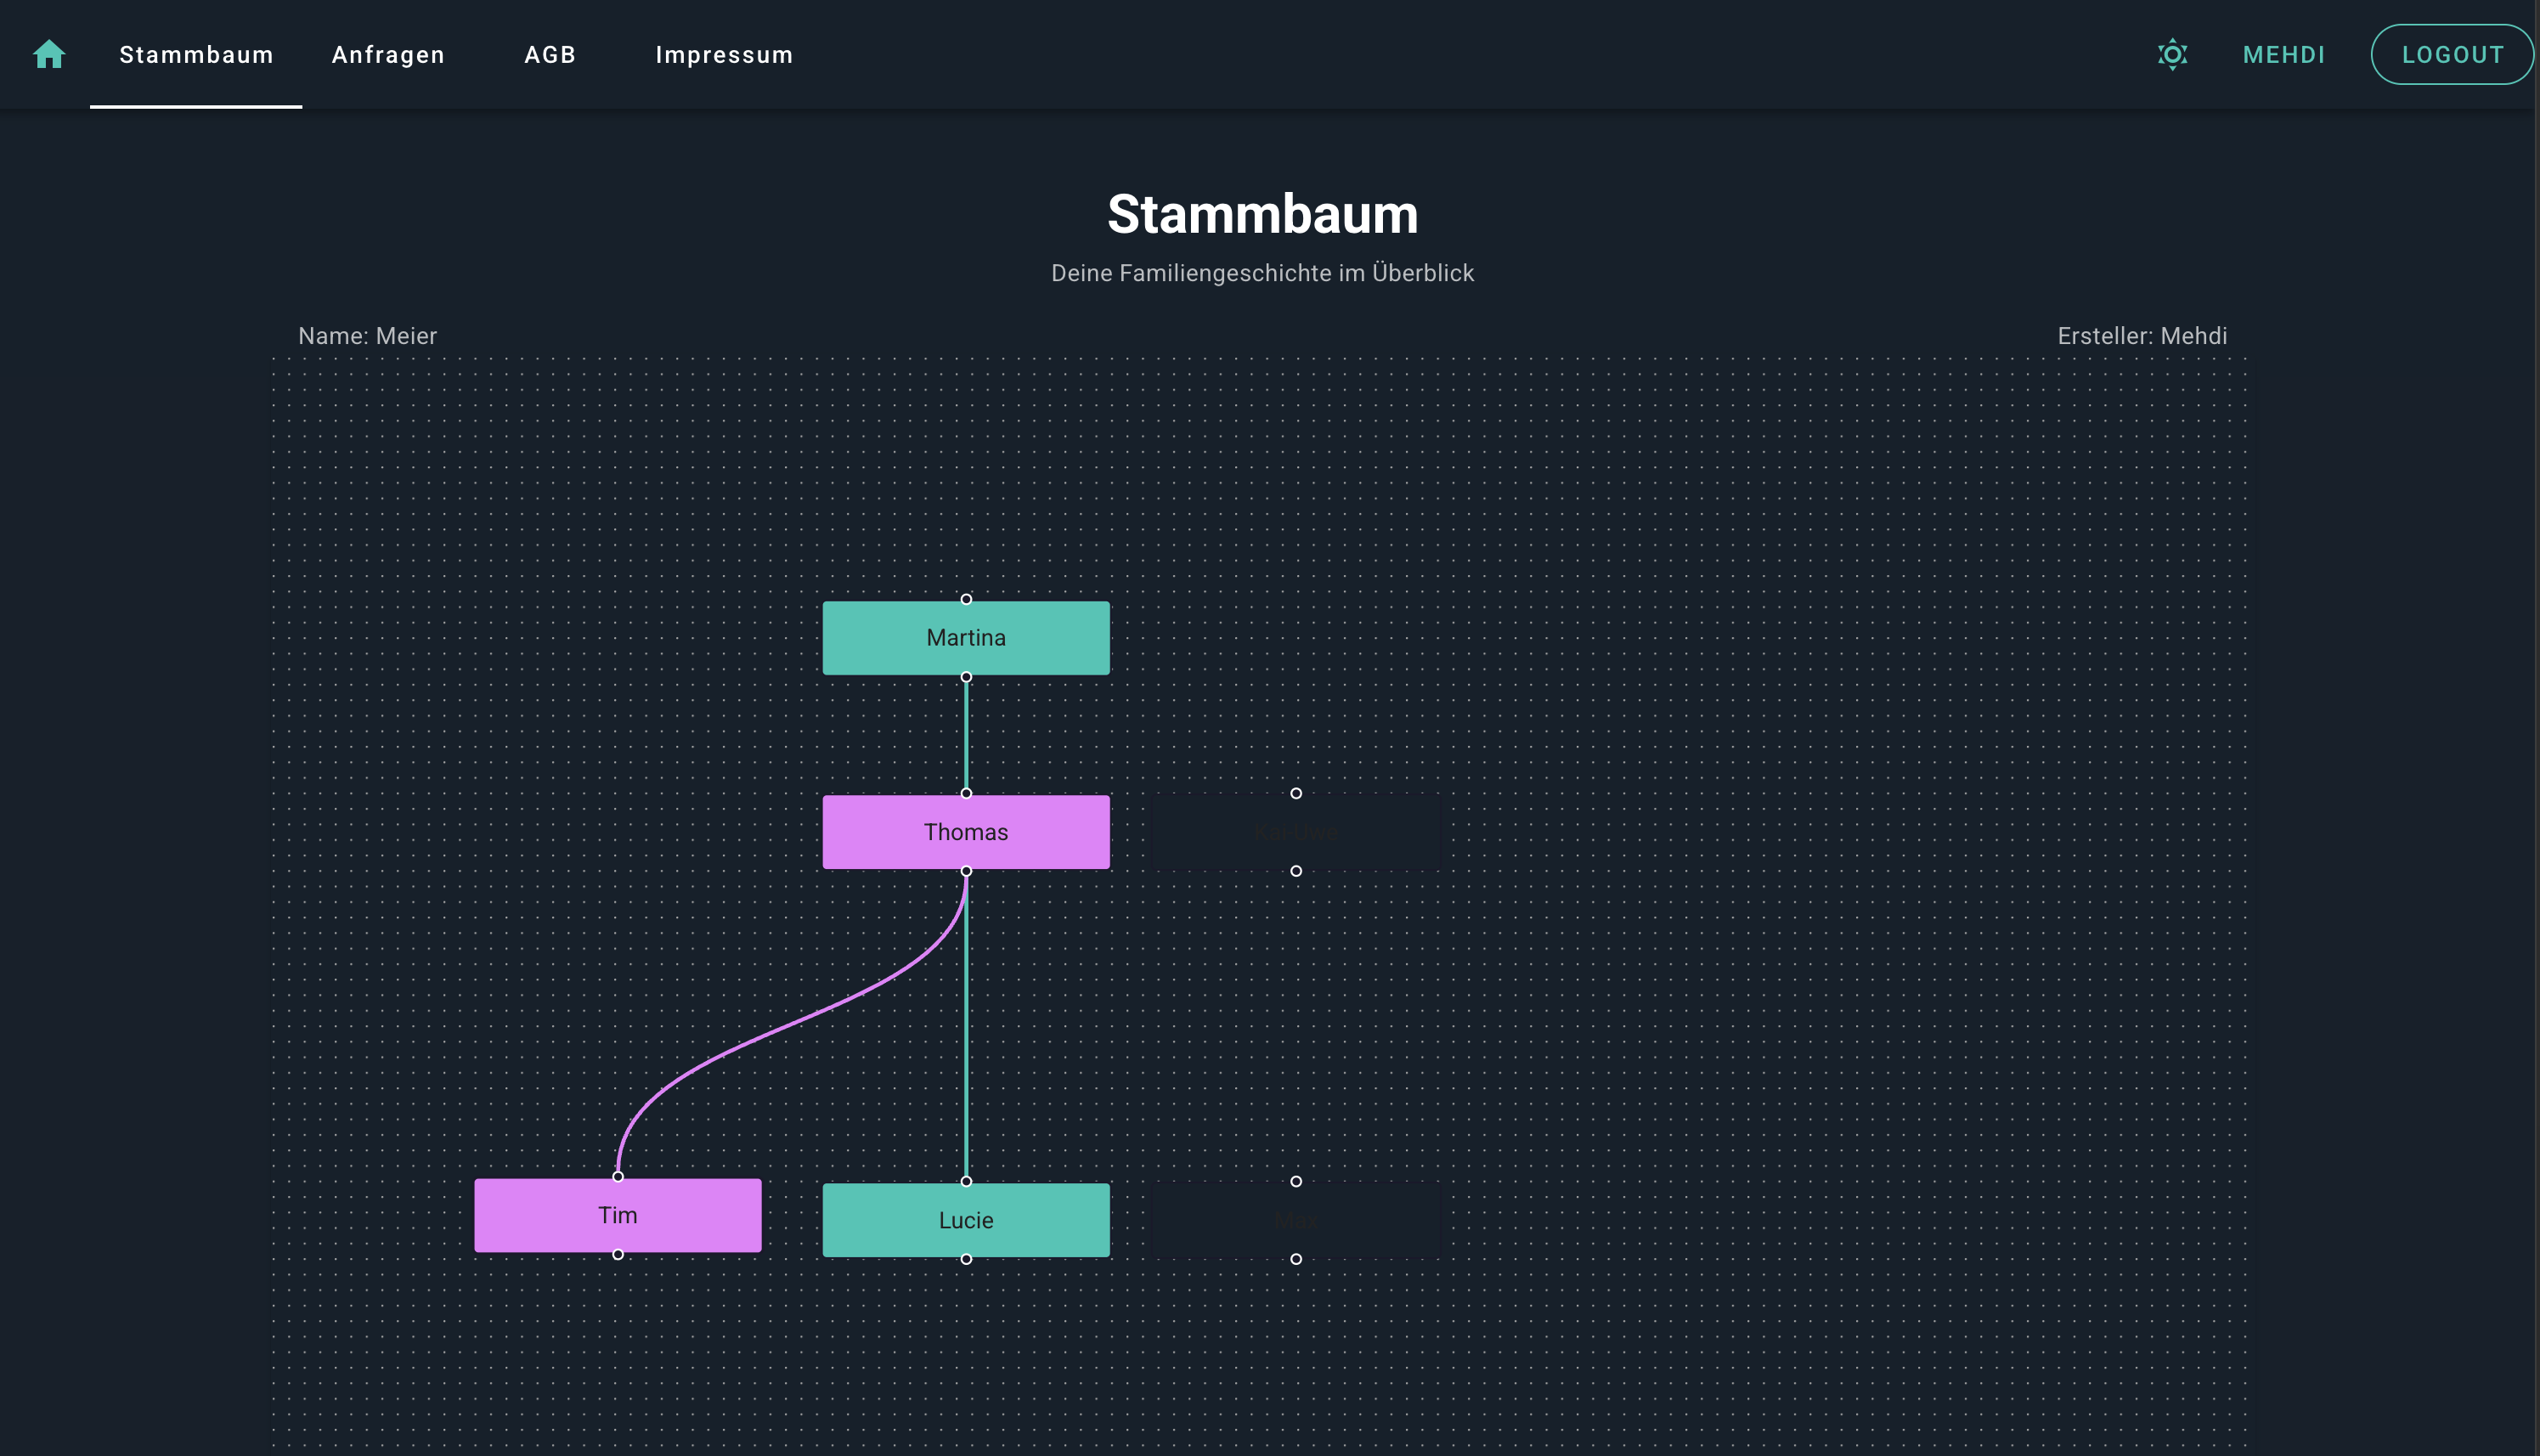 Stammbaum Anfragen AGB Impressum MEHDI LOGOUT
Stammbaum
Deine Familiengeschichte im Überblick
Name: Meier Ersteller: Mehdi
Martina
Thomas Kai-Uwe
Tim Lucie Max